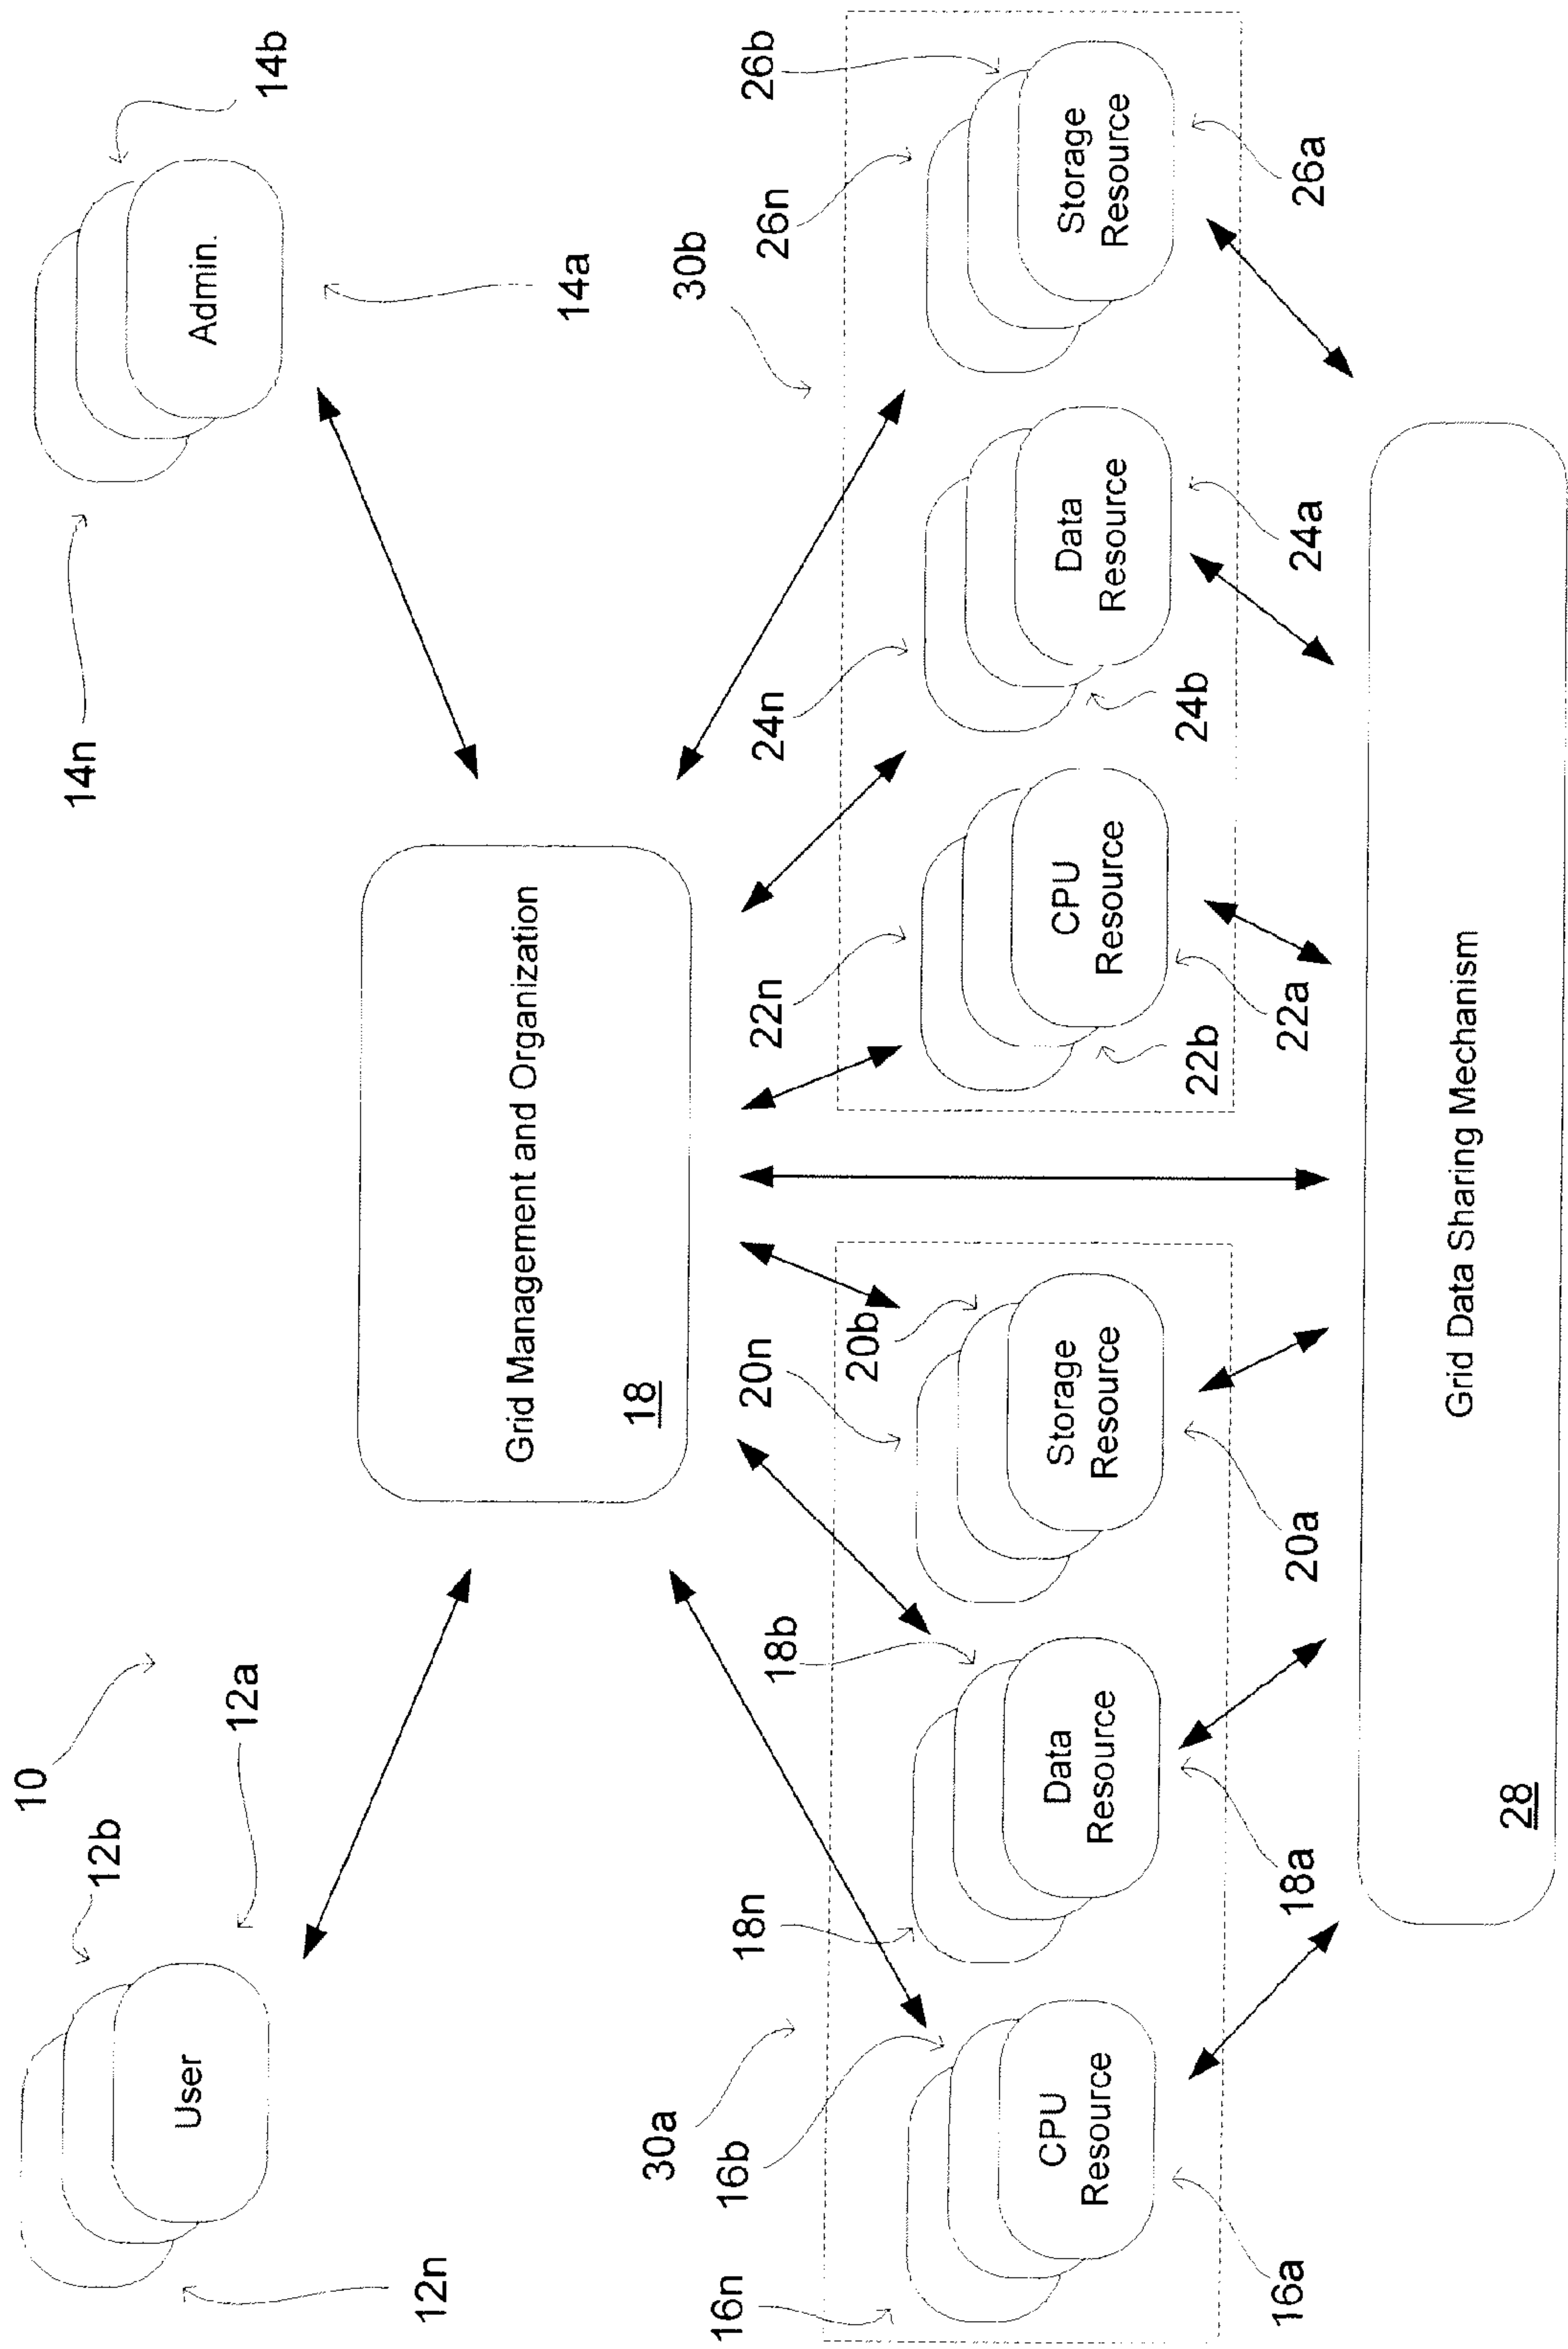 10
12b
12a
User
12n
14b
Admin.
14a
14n
Grid Management and Organization
18
30a
16b
16n
CPU
Resource
16a
18b
18n
Data
Resource
18a
20n
20b
Storage
Resource
20a
30b
22n
CPU
Resource
22b
22a
24n
Data
Resource
24b
24a
26n
26b
Storage
Resource
26a
Grid Data Sharing Mechanism
28